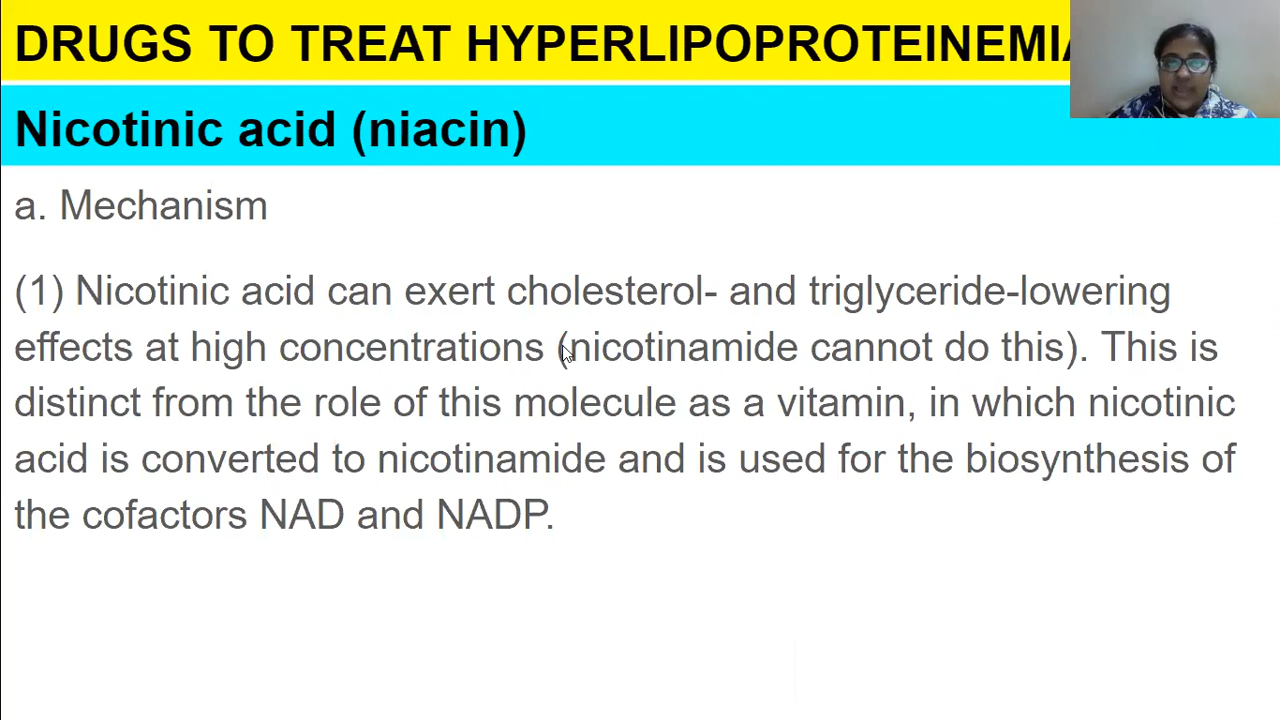 DRUGS TO TREAT HYPERLIPOPROTEINEMIA
Nicotinic acid (niacin)
a. Mechanism
(1) Nicotinic acid can exert cholesterol- and triglyceride-lowering
effects at high concentrations (nicotinamide cannot do this). This is
distinct from the role of this molecule as a vitamin, in which nicotinic
acid is converted to nicotinamide and is used for the biosynthesis of
the cofactors NAD and NADP.